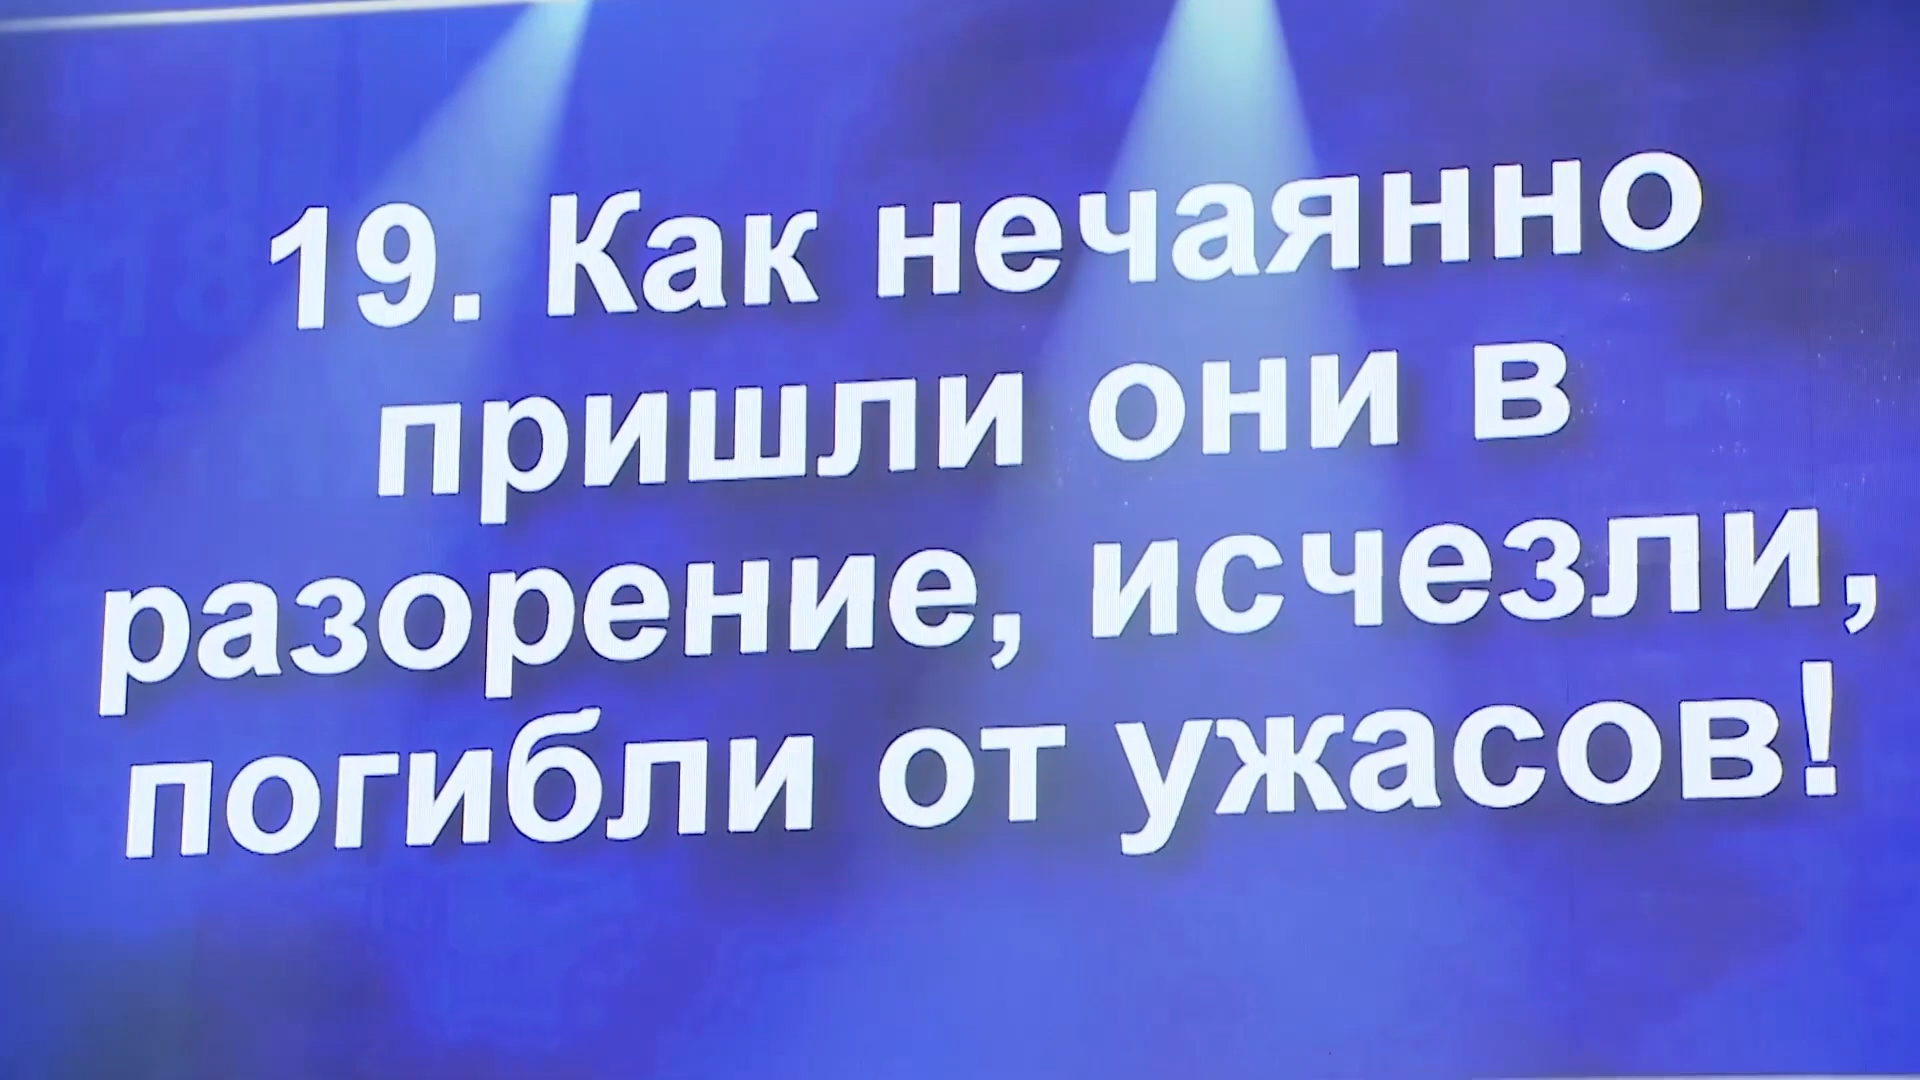 19. Как нечаянно
пришли они в
разорение, исчезли,
погибли от ужасов!